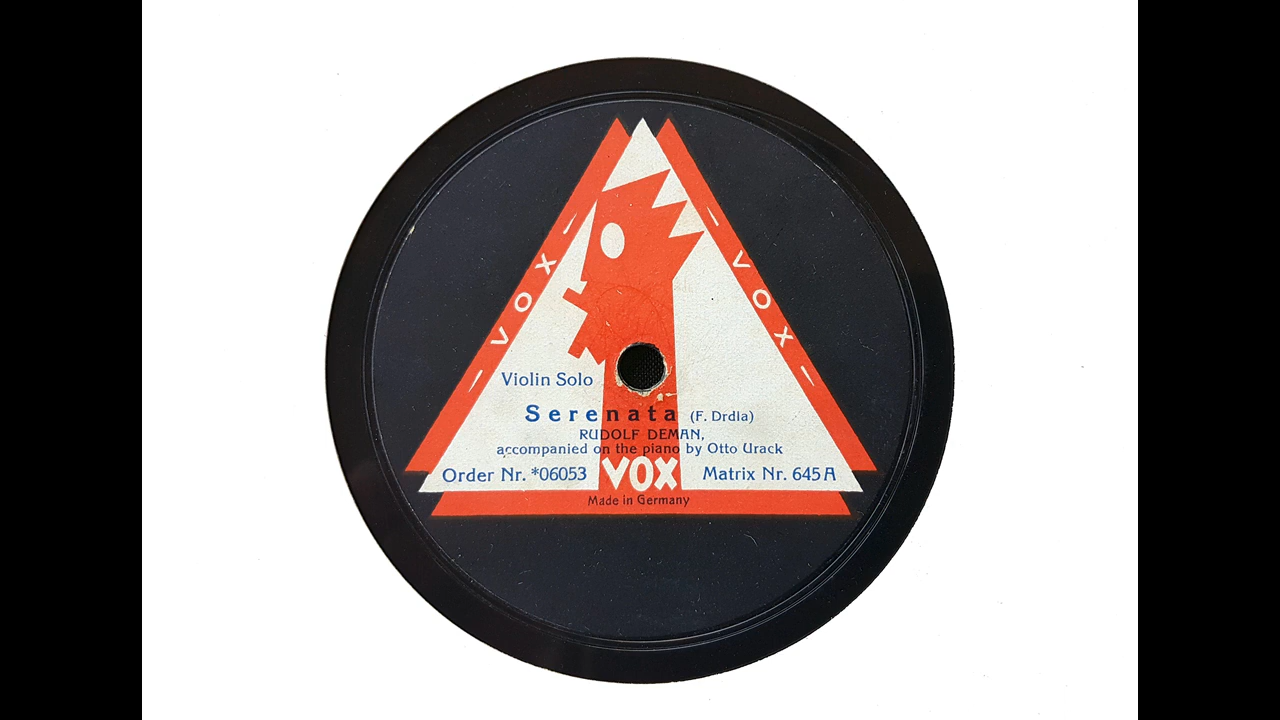 — VOX —
— VOX —
Violin Solo
Serenata (F. Drdla)
RUDOLF DEMAN,
accompanied on the piano by Otto Urack
Order Nr. *06053 VOX Matrix Nr. 645 A
Made in Germany